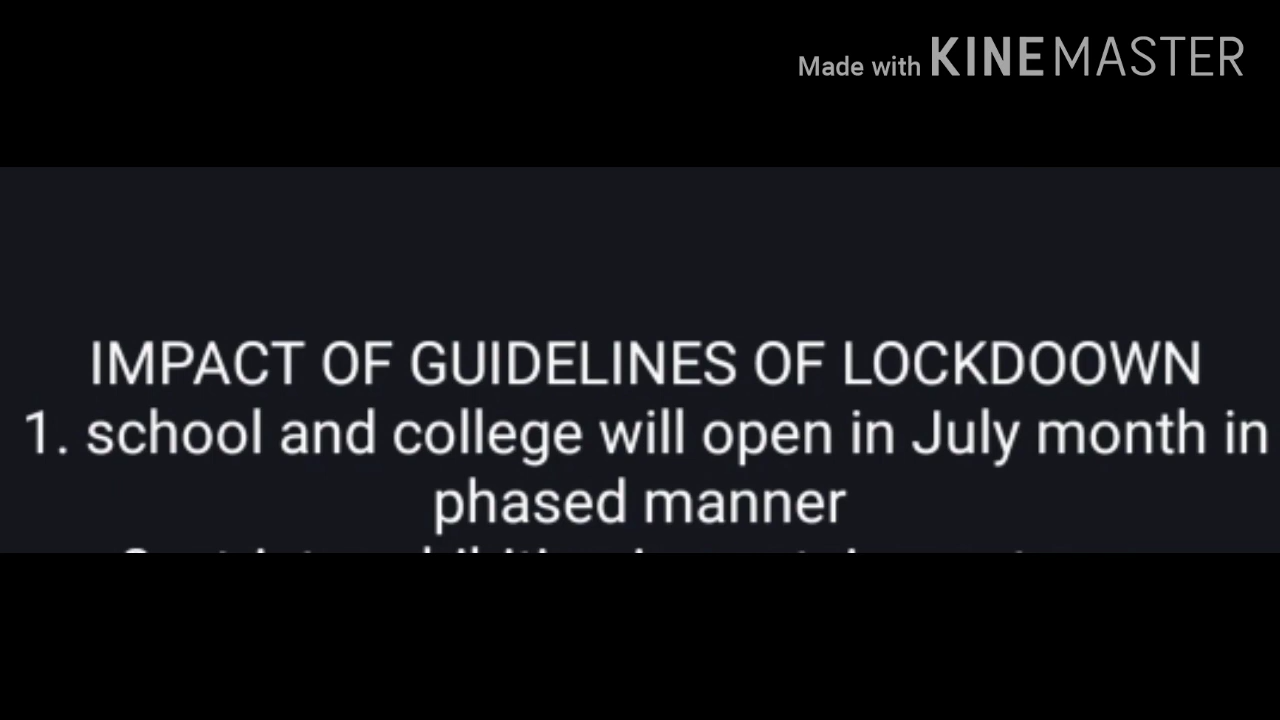 Made with KINEMASTER
IMPACT OF GUIDELINES OF LOCKDOOWN
1. school and college will open in July month in
phased manner